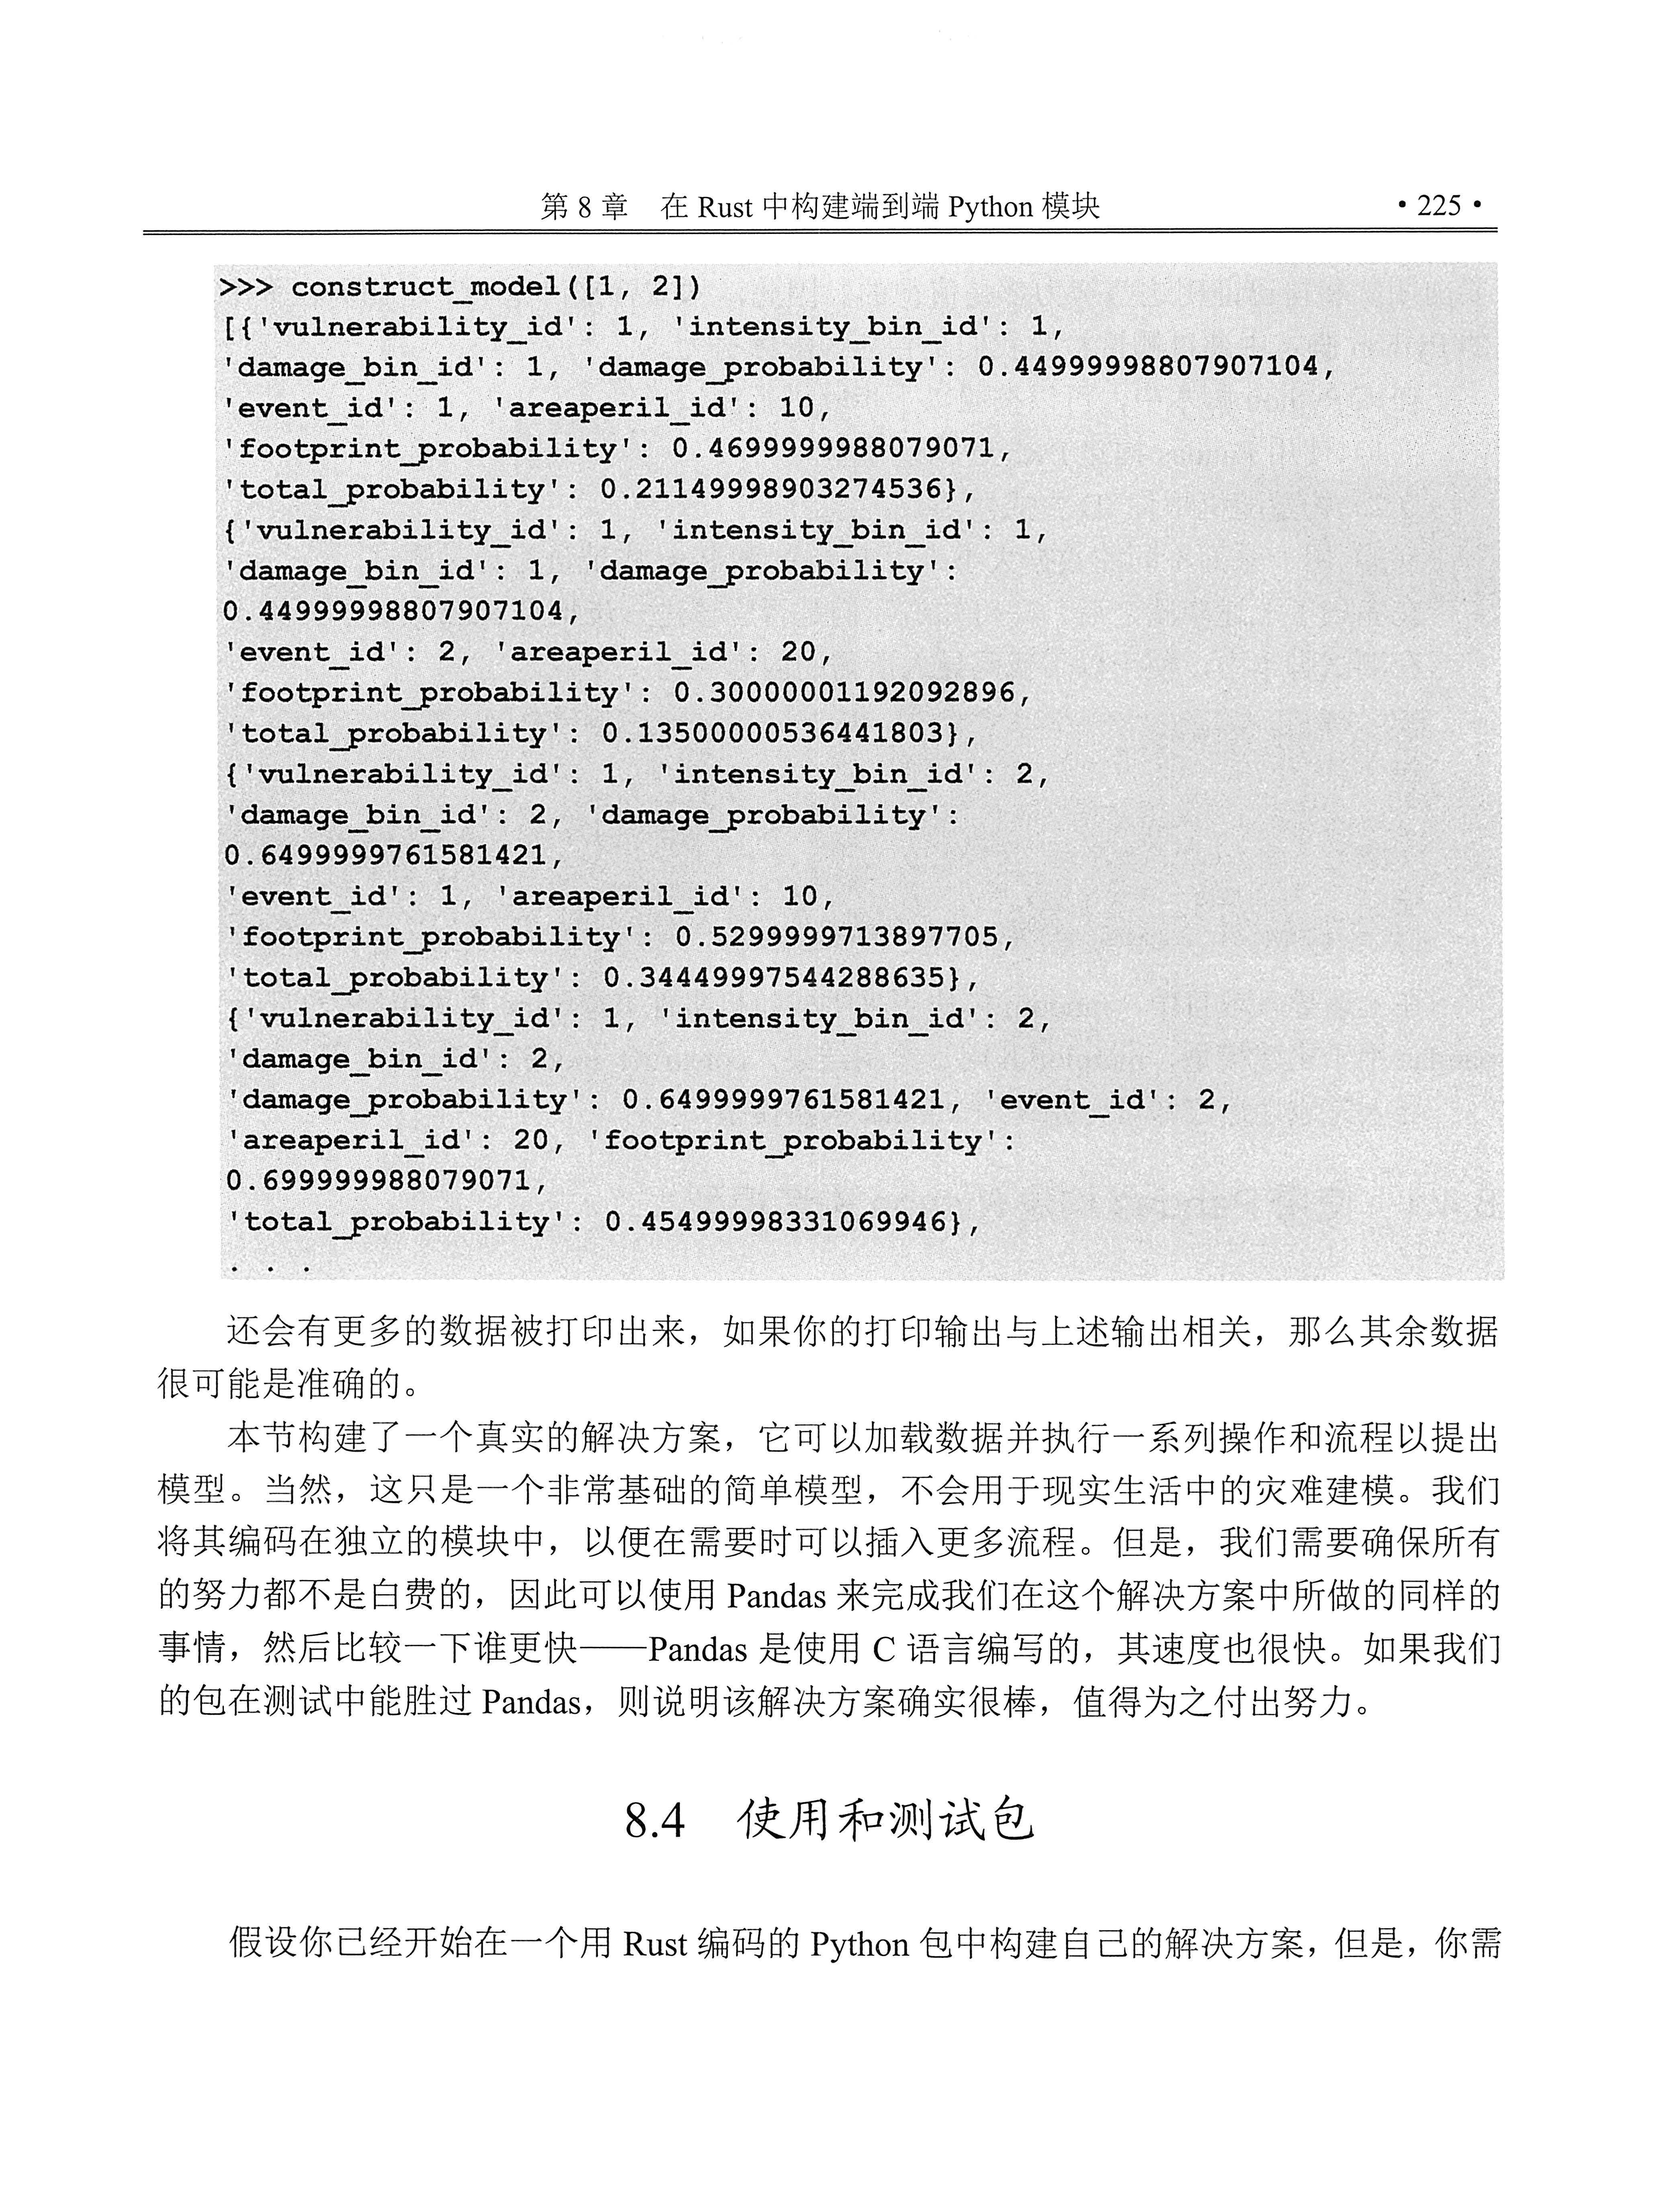 第 8 章 在 Rust 中构建端到端 Python 模块 • 225 •
>>> construct_model([1, 2])
[{'vulnerability_id': 1, 'intensity_bin_id': 1,
'damage_bin_id': 1, 'damage_probability': 0.44999998807907104,
'event_id': 1, 'areaperil_id': 10,
'footprint_probability': 0.4699999988079071,
'total_probability': 0.21149998903274536},
{'vulnerability_id': 1, 'intensity_bin_id': 1,
'damage_bin_id': 1, 'damage_probability':
0.44999998807907104,
'event_id': 2, 'areaperil_id': 20,
'footprint_probability': 0.30000001192092896,
'total_probability': 0.13500000536441803},
{'vulnerability_id': 1, 'intensity_bin_id': 2,
'damage_bin_id': 2, 'damage_probability':
0.6499999761581421,
'event_id': 1, 'areaperil_id': 10,
'footprint_probability': 0.5299999713897705,
'total_probability': 0.34449997544288635},
{'vulnerability_id': 1, 'intensity_bin_id': 2,
'damage_bin_id': 2,
'damage_probability': 0.6499999761581421, 'event_id': 2,
'areaperil_id': 20, 'footprint_probability':
0.699999988079071,
'total_probability': 0.45499998331069946},
. . .
还会有更多的数据被打印出来，如果你的打印输出与上述输出相关，那么其余数据
很可能是准确的。
本节构建了一个真实的解决方案，它可以加载数据并执行一系列操作和流程以提出
模型。当然，这只是一个非常基础的简单模型，不会用于现实生活中的灾难建模。我们
将其编码在独立的模块中，以便在需要时可以插入更多流程。但是，我们需要确保所有
的努力都不是白费的，因此可以使用 Pandas 来完成我们在这个解决方案中所做的同样的
事情，然后比较一下谁更快——Pandas 是使用 C 语言编写的，其速度也很快。如果我们
的包在测试中能胜过 Pandas，则说明该解决方案确实很棒，值得为之付出努力。
8.4 使用和测试包
假设你已经开始在一个用 Rust 编码的 Python 包中构建自己的解决方案，但是，你需